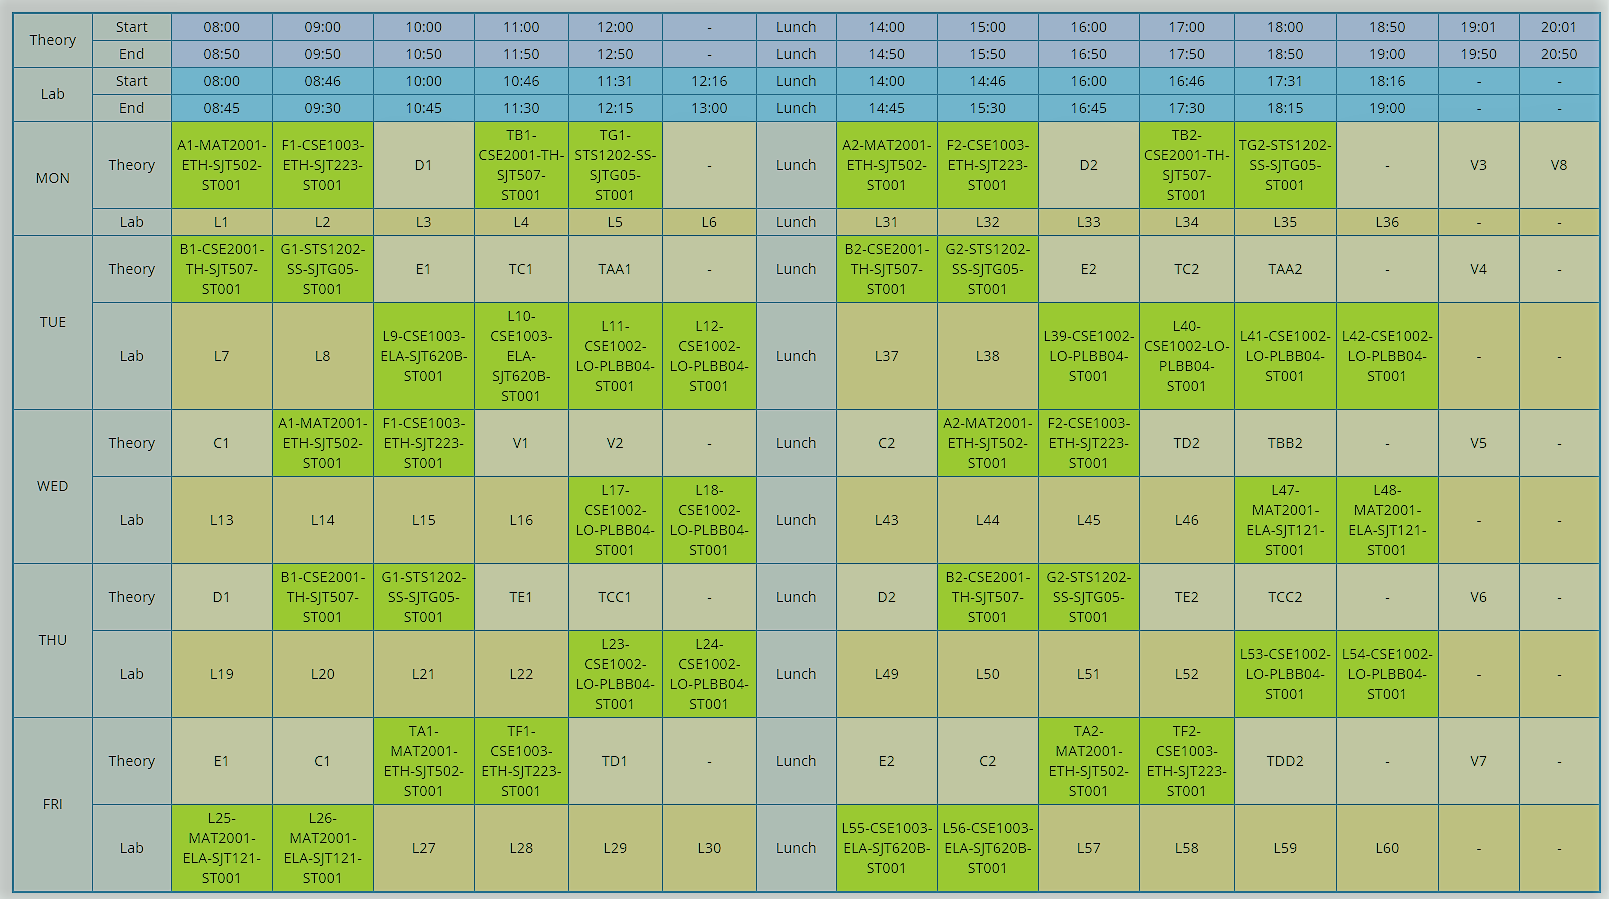 Theory Start 08:00 09:00 10:00 11:00 12:00 - Lunch 14:00 15:00 16:00 17:00 18:00 18:50 19:01 20:01
End 08:50 09:50 10:50 11:50 12:50 - Lunch 14:50 15:50 16:50 17:50 18:50 19:00 19:50 20:50
Lab Start 08:00 08:46 10:00 10:46 11:31 12:16 Lunch 14:00 14:46 16:00 16:46 17:31 18:16 - -
End 08:45 09:30 10:45 11:30 12:15 13:00 Lunch 14:45 15:30 16:45 17:30 18:15 19:00 - -
MON Theory A1-MAT2001-ETH-SJT502-ST001 F1-CSE1003-ETH-SJT223-ST001 D1 TB1-CSE2001-TH-SJT507-ST001 TG1-STS1202-SS-SJTG05-ST001 - Lunch A2-MAT2001-ETH-SJT502-ST001 F2-CSE1003-ETH-SJT223-ST001 D2 TB2-CSE2001-TH-SJT507-ST001 TG2-STS1202-SS-SJTG05-ST001 - V3 V8
Lab L1 L2 L3 L4 L5 L6 Lunch L31 L32 L33 L34 L35 L36 - -
TUE Theory B1-CSE2001-TH-SJT507-ST001 G1-STS1202-SS-SJTG05-ST001 E1 TC1 TAA1 - Lunch B2-CSE2001-TH-SJT507-ST001 G2-STS1202-SS-SJTG05-ST001 E2 TC2 TAA2 - V4 -
Lab L7 L8 L9-CSE1003-ELA-SJT620B-ST001 L10-CSE1003-ELA-SJT620B-ST001 L11-CSE1002-LO-PLBB04-ST001 L12-CSE1002-LO-PLBB04-ST001 Lunch L37 L38 L39-CSE1002-LO-PLBB04-ST001 L40-CSE1002-LO-PLBB04-ST001 L41-CSE1002-LO-PLBB04-ST001 L42-CSE1002-LO-PLBB04-ST001 - -
WED Theory C1 A1-MAT2001-ETH-SJT502-ST001 F1-CSE1003-ETH-SJT223-ST001 V1 V2 - Lunch C2 A2-MAT2001-ETH-SJT502-ST001 F2-CSE1003-ETH-SJT223-ST001 TD2 TBB2 - V5 -
Lab L13 L14 L15 L16 L17-CSE1002-LO-PLBB04-ST001 L18-CSE1002-LO-PLBB04-ST001 Lunch L43 L44 L45 L46 L47-MAT2001-ELA-SJT121-ST001 L48-MAT2001-ELA-SJT121-ST001 - -
THU Theory D1 B1-CSE2001-TH-SJT507-ST001 G1-STS1202-SS-SJTG05-ST001 TE1 TCC1 - Lunch D2 B2-CSE2001-TH-SJT507-ST001 G2-STS1202-SS-SJTG05-ST001 TE2 TCC2 - V6 -
Lab L19 L20 L21 L22 L23-CSE1002-LO-PLBB04-ST001 L24-CSE1002-LO-PLBB04-ST001 Lunch L49 L50 L51 L52 L53-CSE1002-LO-PLBB04-ST001 L54-CSE1002-LO-PLBB04-ST001 - -
FRI Theory E1 C1 TA1-MAT2001-ETH-SJT502-ST001 TF1-CSE1003-ETH-SJT223-ST001 TD1 - Lunch E2 C2 TA2-MAT2001-ETH-SJT502-ST001 TF2-CSE1003-ETH-SJT223-ST001 TDD2 - V7 -
Lab L25-MAT2001-ELA-SJT121-ST001 L26-MAT2001-ELA-SJT121-ST001 L27 L28 L29 L30 Lunch L55-CSE1003-ELA-SJT620B-ST001 L56-CSE1003-ELA-SJT620B-ST001 L57 L58 L59 L60 - -